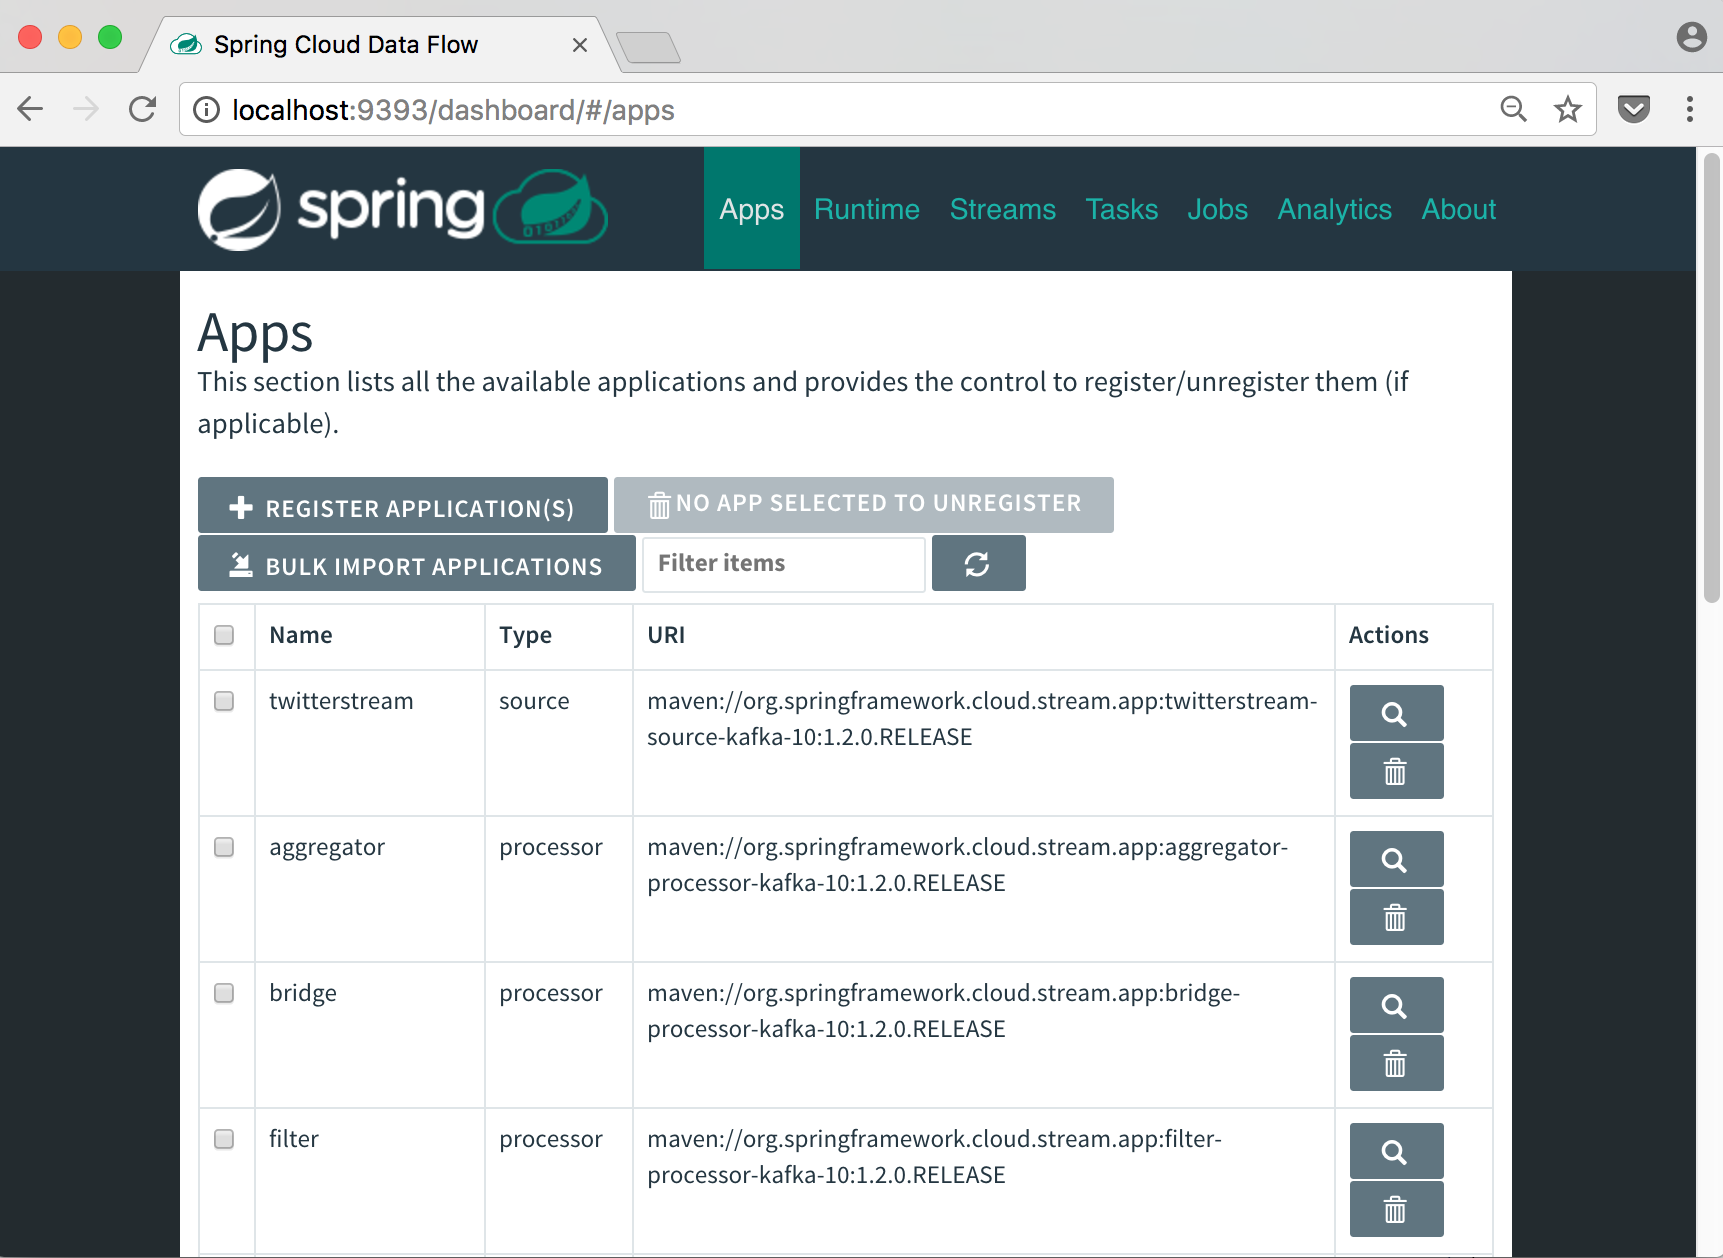 Spring Cloud Data Flow
localhost:9393/dashboard/#/apps
spring
Apps Runtime Streams Tasks Jobs Analytics About
Apps
This section lists all the available applications and provides the control to register/unregister them (if
applicable).
REGISTER APPLICATION(S) NO APP SELECTED TO UNREGISTER
BULK IMPORT APPLICATIONS Filter items
Name Type URI Actions
twitterstream source maven://org.springframework.cloud.stream.app:twitterstream-
source-kafka-10:1.2.0.RELEASE
aggregator processor maven://org.springframework.cloud.stream.app:aggregator-
processor-kafka-10:1.2.0.RELEASE
bridge processor maven://org.springframework.cloud.stream.app:bridge-
processor-kafka-10:1.2.0.RELEASE
filter processor maven://org.springframework.cloud.stream.app:filter-
processor-kafka-10:1.2.0.RELEASE